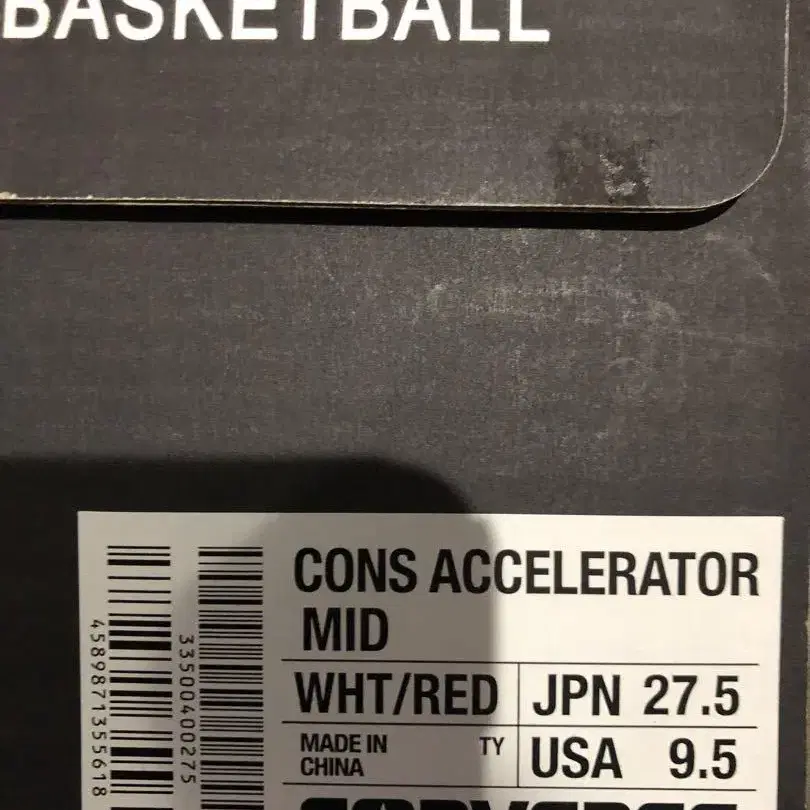 BASKETBALL
CONS ACCELERATOR
MID
WHT/RED JPN 27.5
MADE IN CHINA TY USA 9.5
4589871355618
33500400275